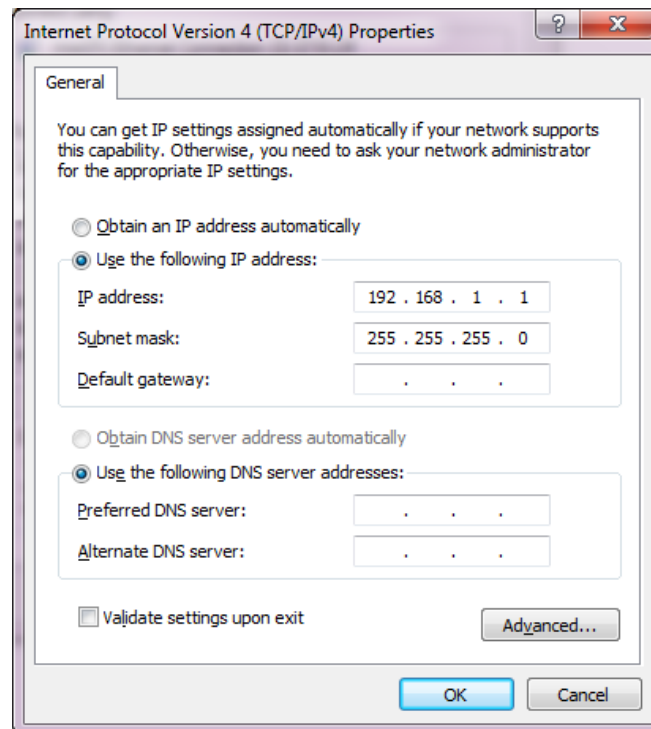 Internet Protocol Version 4 (TCP/IPv4) Properties
General
You can get IP settings assigned automatically if your network supports
this capability. Otherwise, you need to ask your network administrator
for the appropriate IP settings.
Obtain an IP address automatically
Use the following IP address:
IP address: 192 . 168 . 1 . 1
Subnet mask: 255 . 255 . 255 . 0
Default gateway: . . .
Obtain DNS server address automatically
Use the following DNS server addresses:
Preferred DNS server: . . .
Alternate DNS server: . . .
Validate settings upon exit
Advanced...
OK Cancel